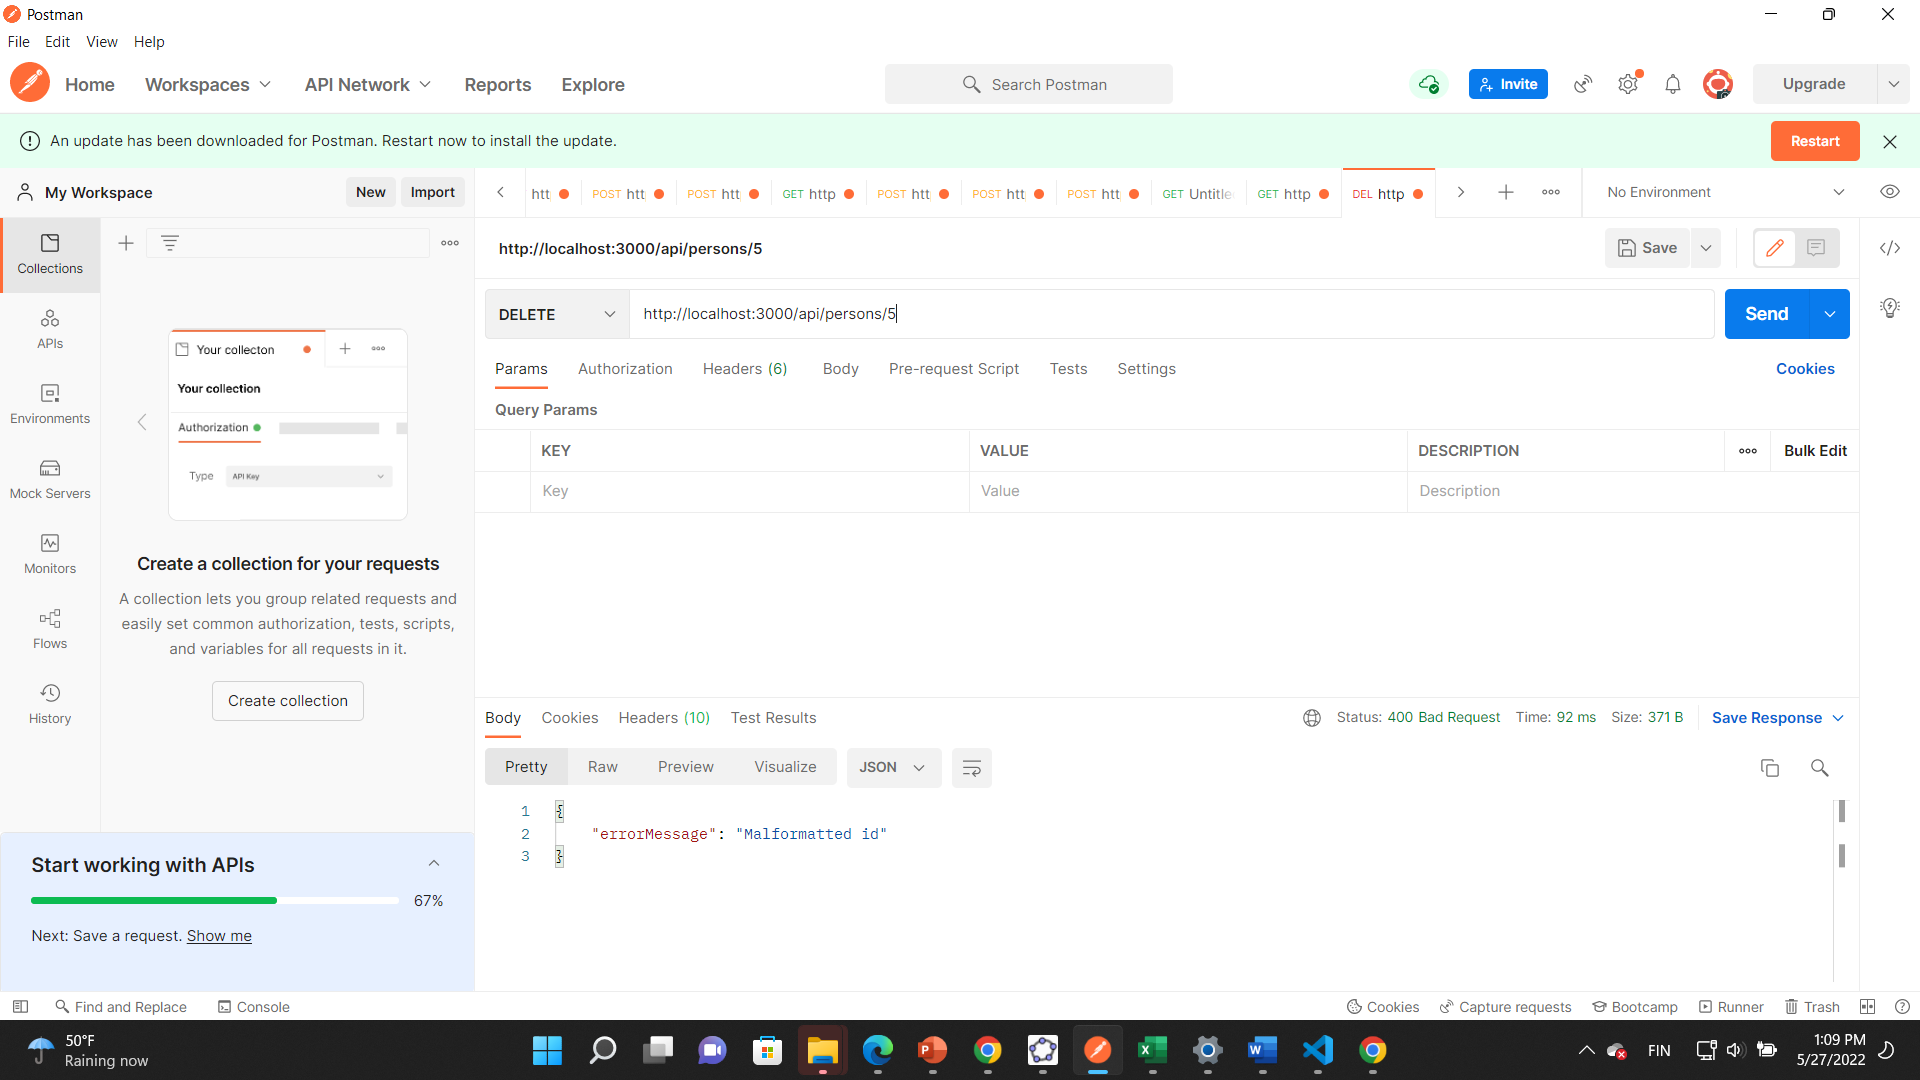 Postman
File Edit View Help
Home Workspaces API Network Reports Explore Search Postman Invite Upgrade
An update has been downloaded for Postman. Restart now to install the update. Restart
My Workspace New Import
htt POST htt POST htt GET http POST htt POST htt POST htt GET Untitle GET http DEL http No Environment
Collections
APIs
Environments
Mock Servers
Monitors
Flows
History
Your collecton
Your collection
Authorization
Type API Key
Create a collection for your requests
A collection lets you group related requests and
easily set common authorization, tests, scripts,
and variables for all requests in it.
Create collection
Start working with APIs
67%
Next: Save a request. Show me
http://localhost:3000/api/persons/5 Save
DELETE http://localhost:3000/api/persons/5 Send
Params Authorization Headers (6) Body Pre-request Script Tests Settings Cookies
Query Params
KEY VALUE DESCRIPTION Bulk Edit
Key Value Description
Body Cookies Headers (10) Test Results Status: 400 Bad Request Time: 92 ms Size: 371 B Save Response
Pretty Raw Preview Visualize JSON
1 {
2 "errorMessage": "Malformatted id"
3 }
Find and Replace Console Cookies Capture requests Bootcamp Runner Trash
50°F
Raining now
FIN
1:09 PM
5/27/2022